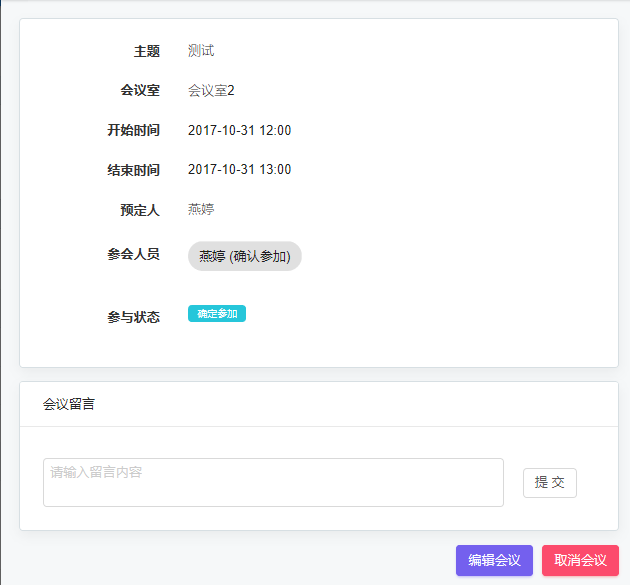 主题 测试
会议室 会议室2
开始时间 2017-10-31 12:00
结束时间 2017-10-31 13:00
预定人 燕婷
参会人员 燕婷 (确认参加)
参与状态 确定参加
会议留言
请输入留言内容
提 交
编辑会议 取消会议